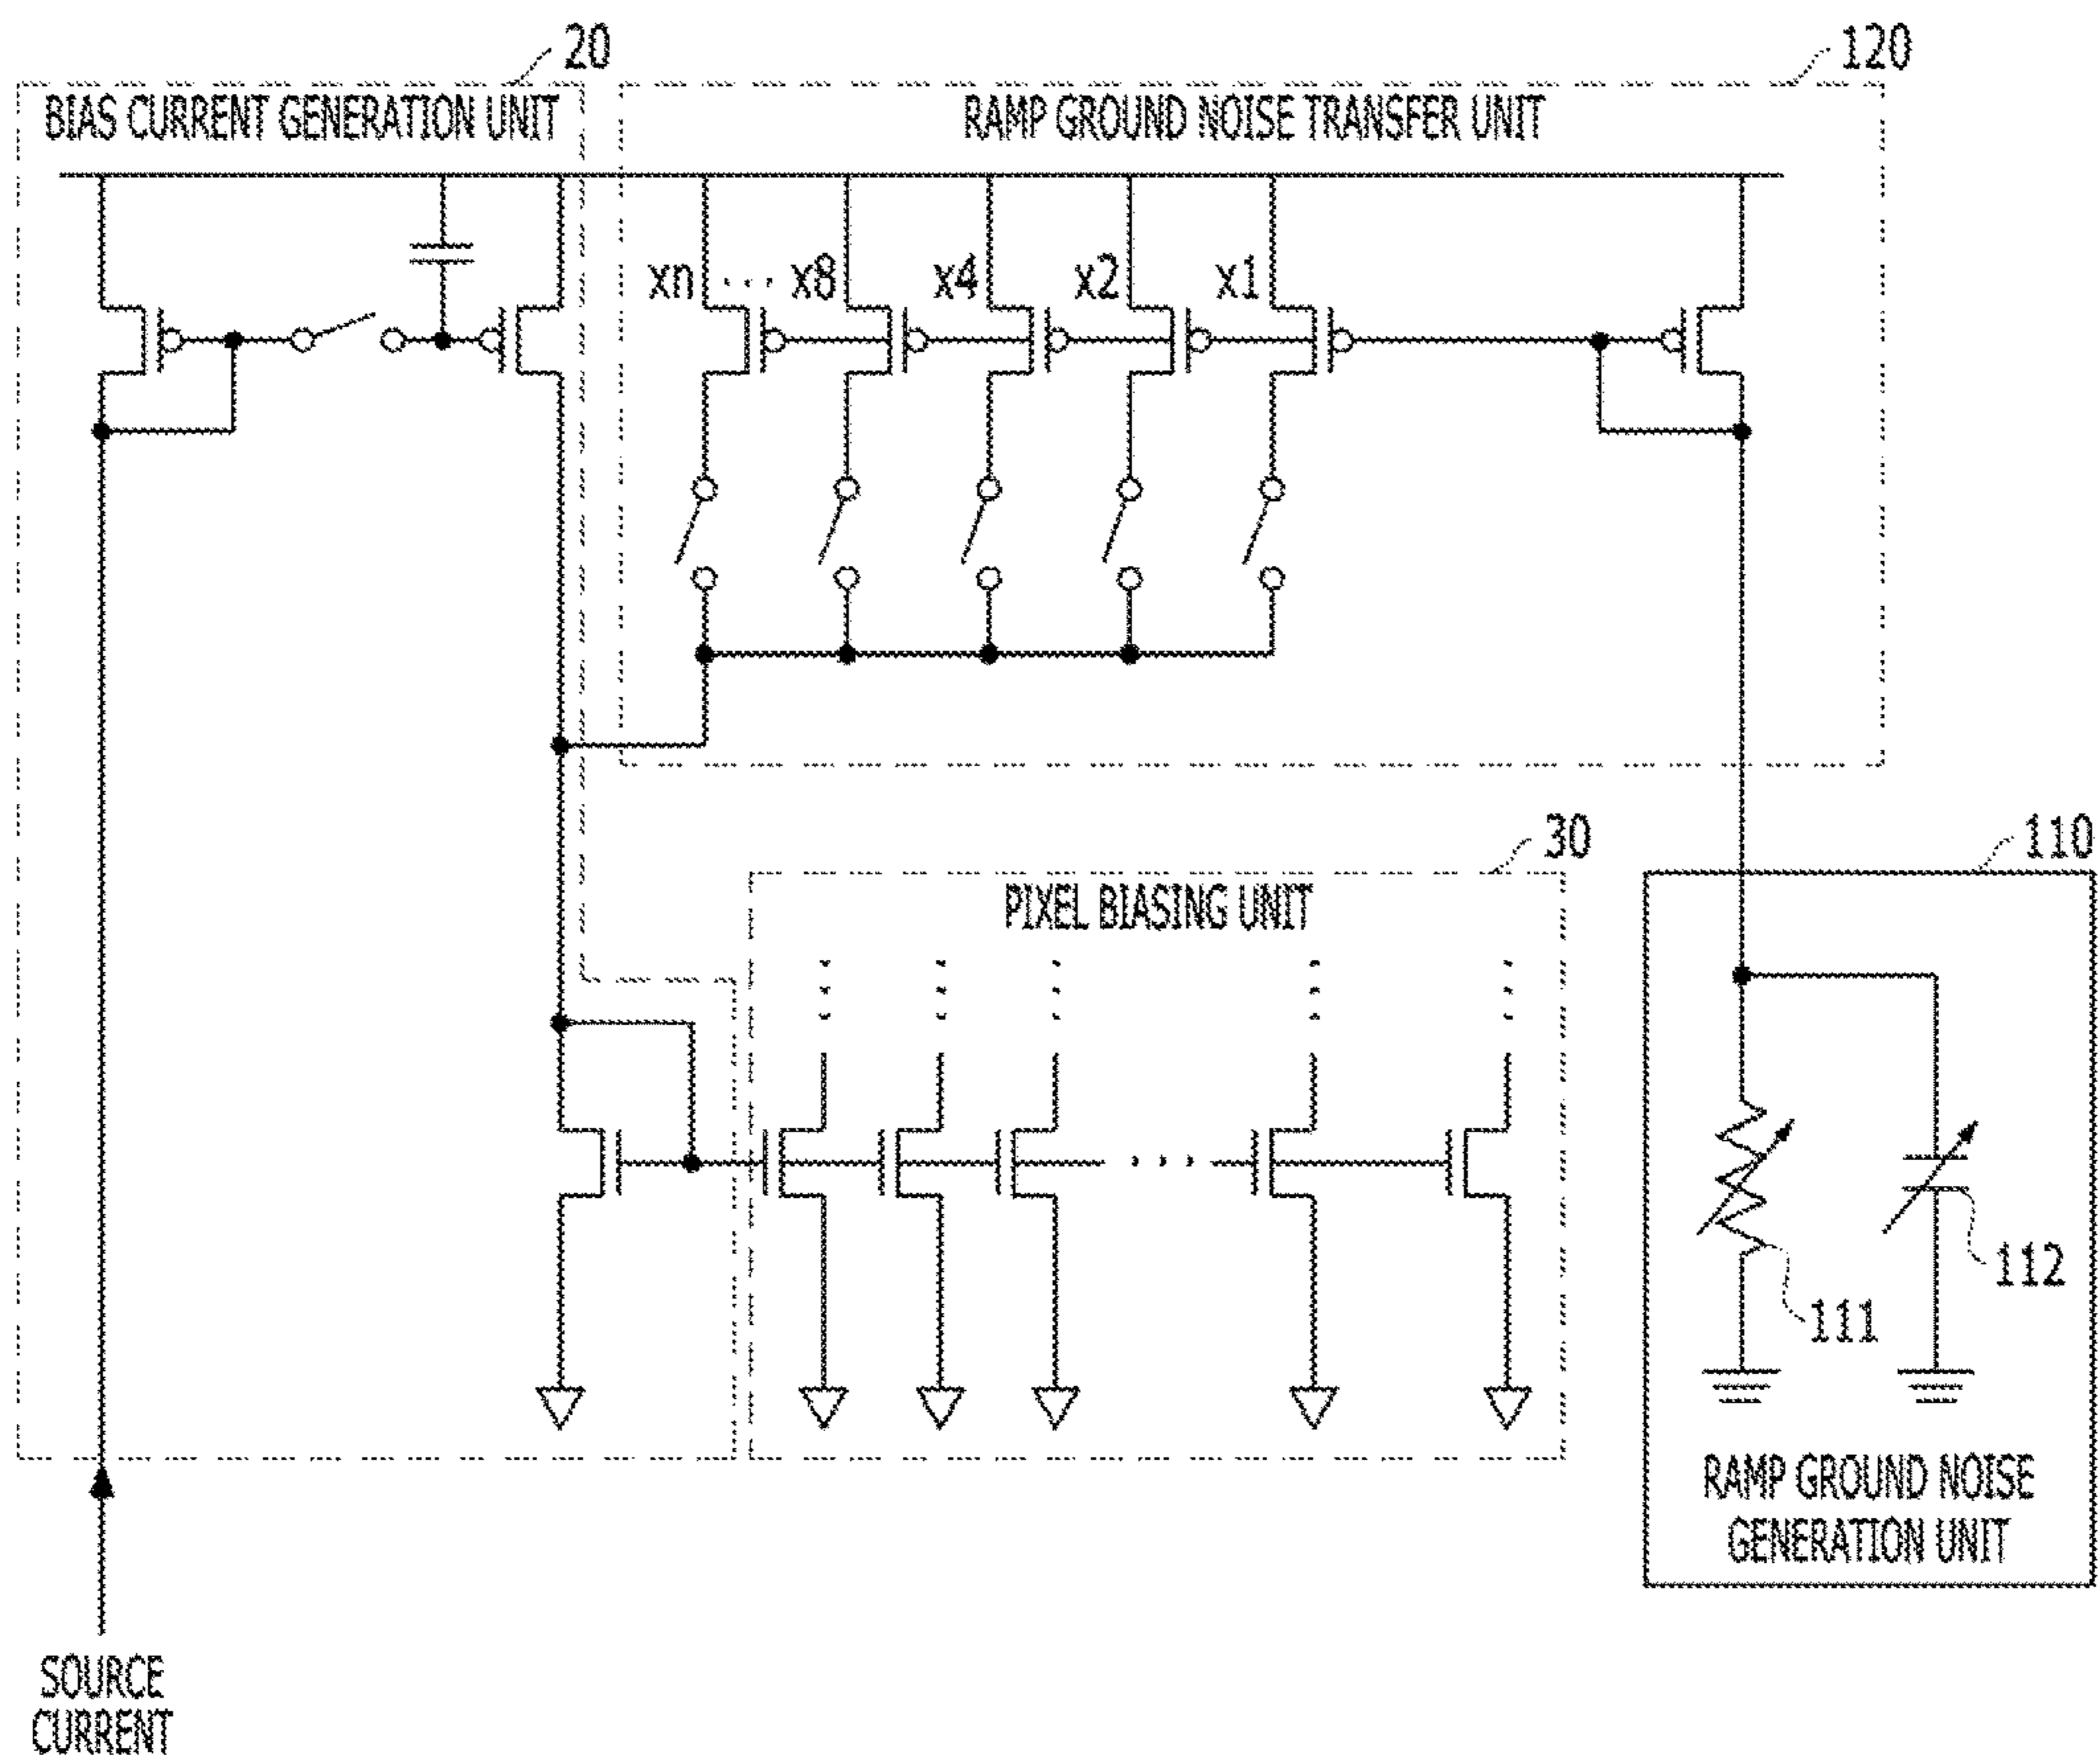 20
120
BIAS CURRENT GENERATION UNIT
RAMP GROUND NOISE TRANSFER UNIT
xn ... x8 x4 x2 x1
30
110
PIXEL BIASING UNIT
112
111
RAMP GROUND NOISE
GENERATION UNIT
SOURCE
CURRENT